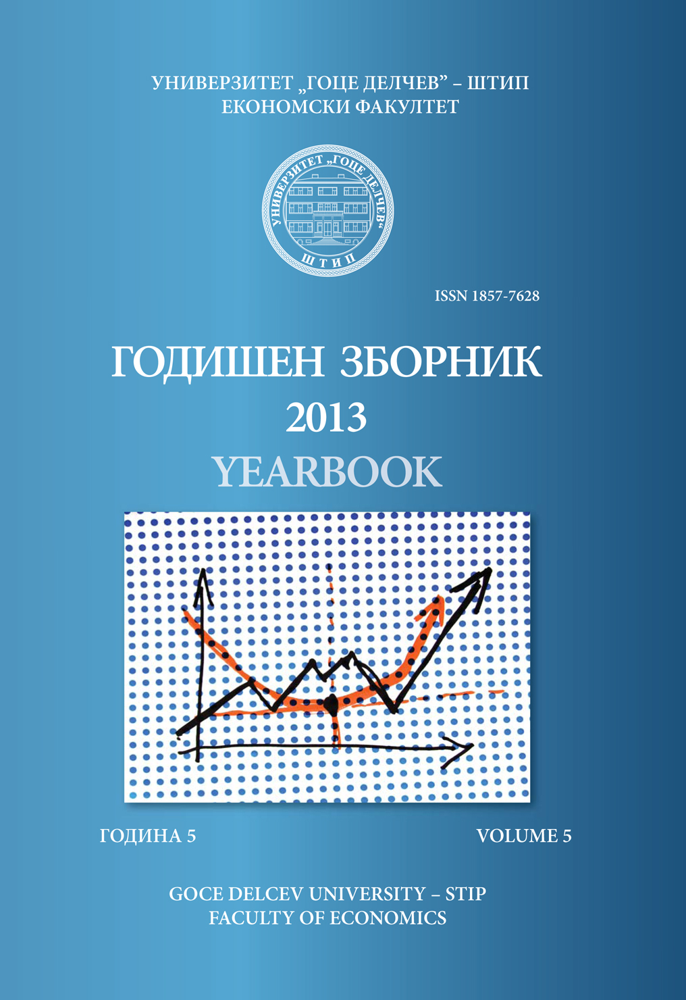 УНИВЕРЗИТЕТ „ГОЦЕ ДЕЛЧЕВ” – ШТИП
ЕКОНОМСКИ ФАКУЛТЕТ
УНИВЕРЗИТЕТ „ГОЦЕ ДЕЛЧЕВ“
ШТИП
ISSN 1857-7628
ГОДИШЕН ЗБОРНИК
2013
YEARBOOK
ГОДИНА 5
VOLUME 5
GOCE DELCEV UNIVERSITY – STIP
FACULTY OF ECONOMICS